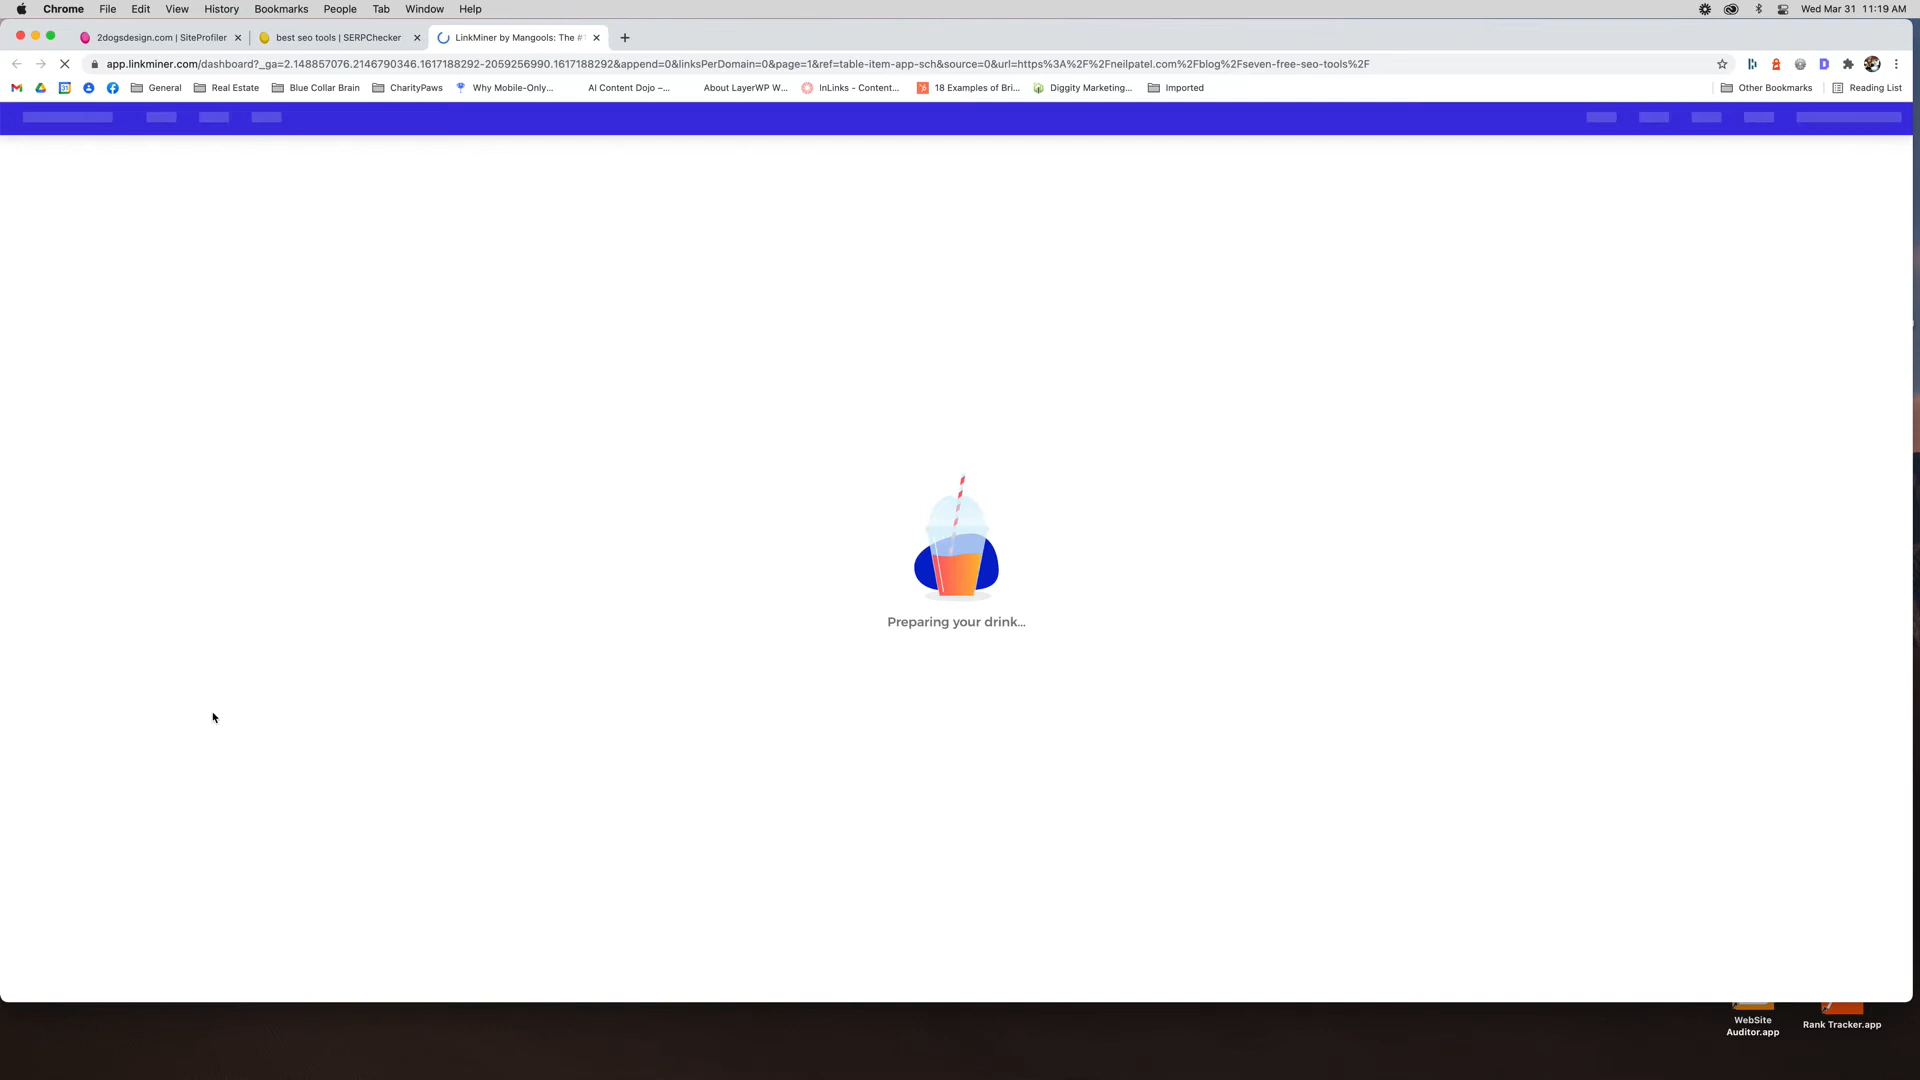 Chrome File Edit View History Bookmarks People Tab Window Help Wed Mar 31 11:19 AM
2dogsdesign.com | SiteProfiler best seo tools | SERPChecker LinkMiner by Mangools: The #
app.linkminer.com/dashboard?_ga=2.148857076.2146790346.1617188292-2059256990.1617188292&append=0&linksPerDomain=0&page=1&ref=table-item-app-sch&source=0&url=https%3A%2F%2Fneilpatel.com%2Fblog%2Fseven-free-seo-tools%2F
General Real Estate Blue Collar Brain CharityPaws Why Mobile-Only... AI Content Dojo –... About LayerWP W... InLinks - Content... 18 Examples of Bri... Diggity Marketing... Imported Other Bookmarks Reading List
Preparing your drink...
WebSite Auditor.app
Rank Tracker.app